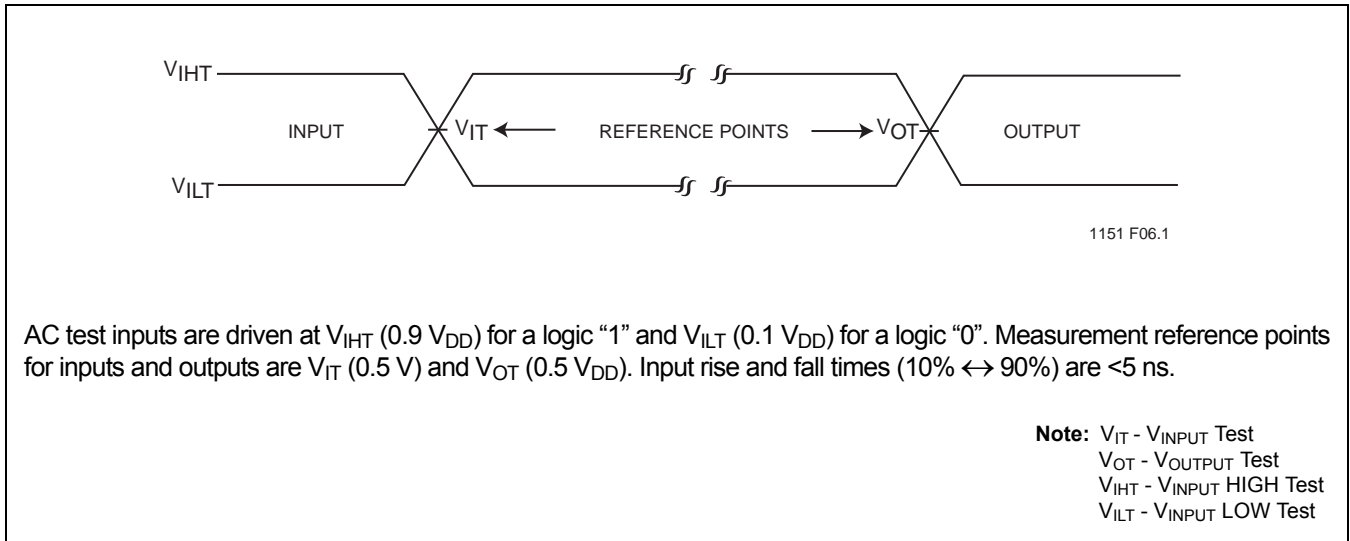 VIHT
INPUT VIT REFERENCE POINTS VOT OUTPUT
VILT
1151 F06.1
AC test inputs are driven at VIHT (0.9 VDD) for a logic “1” and VILT (0.1 VDD) for a logic “0”. Measurement reference points
for inputs and outputs are VIT (0.5 V) and VOT (0.5 VDD). Input rise and fall times (10% ↔ 90%) are <5 ns.
Note: VIT - VINPUT Test
VOT - VOUTPUT Test
VIHT - VINPUT HIGH Test
VILT - VINPUT LOW Test